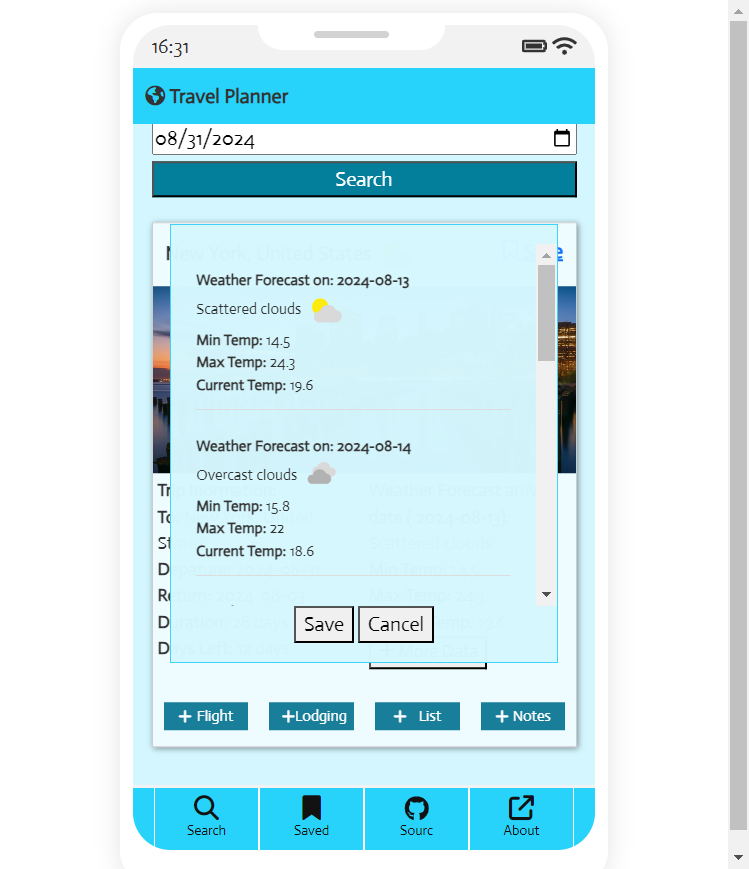 16:31
Travel Planner
08/31/2024
Search
New York, United States
Save
Weather Forecast on: 2024-08-13
Scattered clouds
Min Temp: 14.5
Max Temp: 24.3
Current Temp: 19.6
Weather Forecast on: 2024-08-14
Overcast clouds
Min Temp: 15.8
Max Temp: 22
Current Temp: 18.6
Save Cancel
More Data
+ Flight
+Lodging
+ List
+ Notes
Search
Saved
Sourc
About